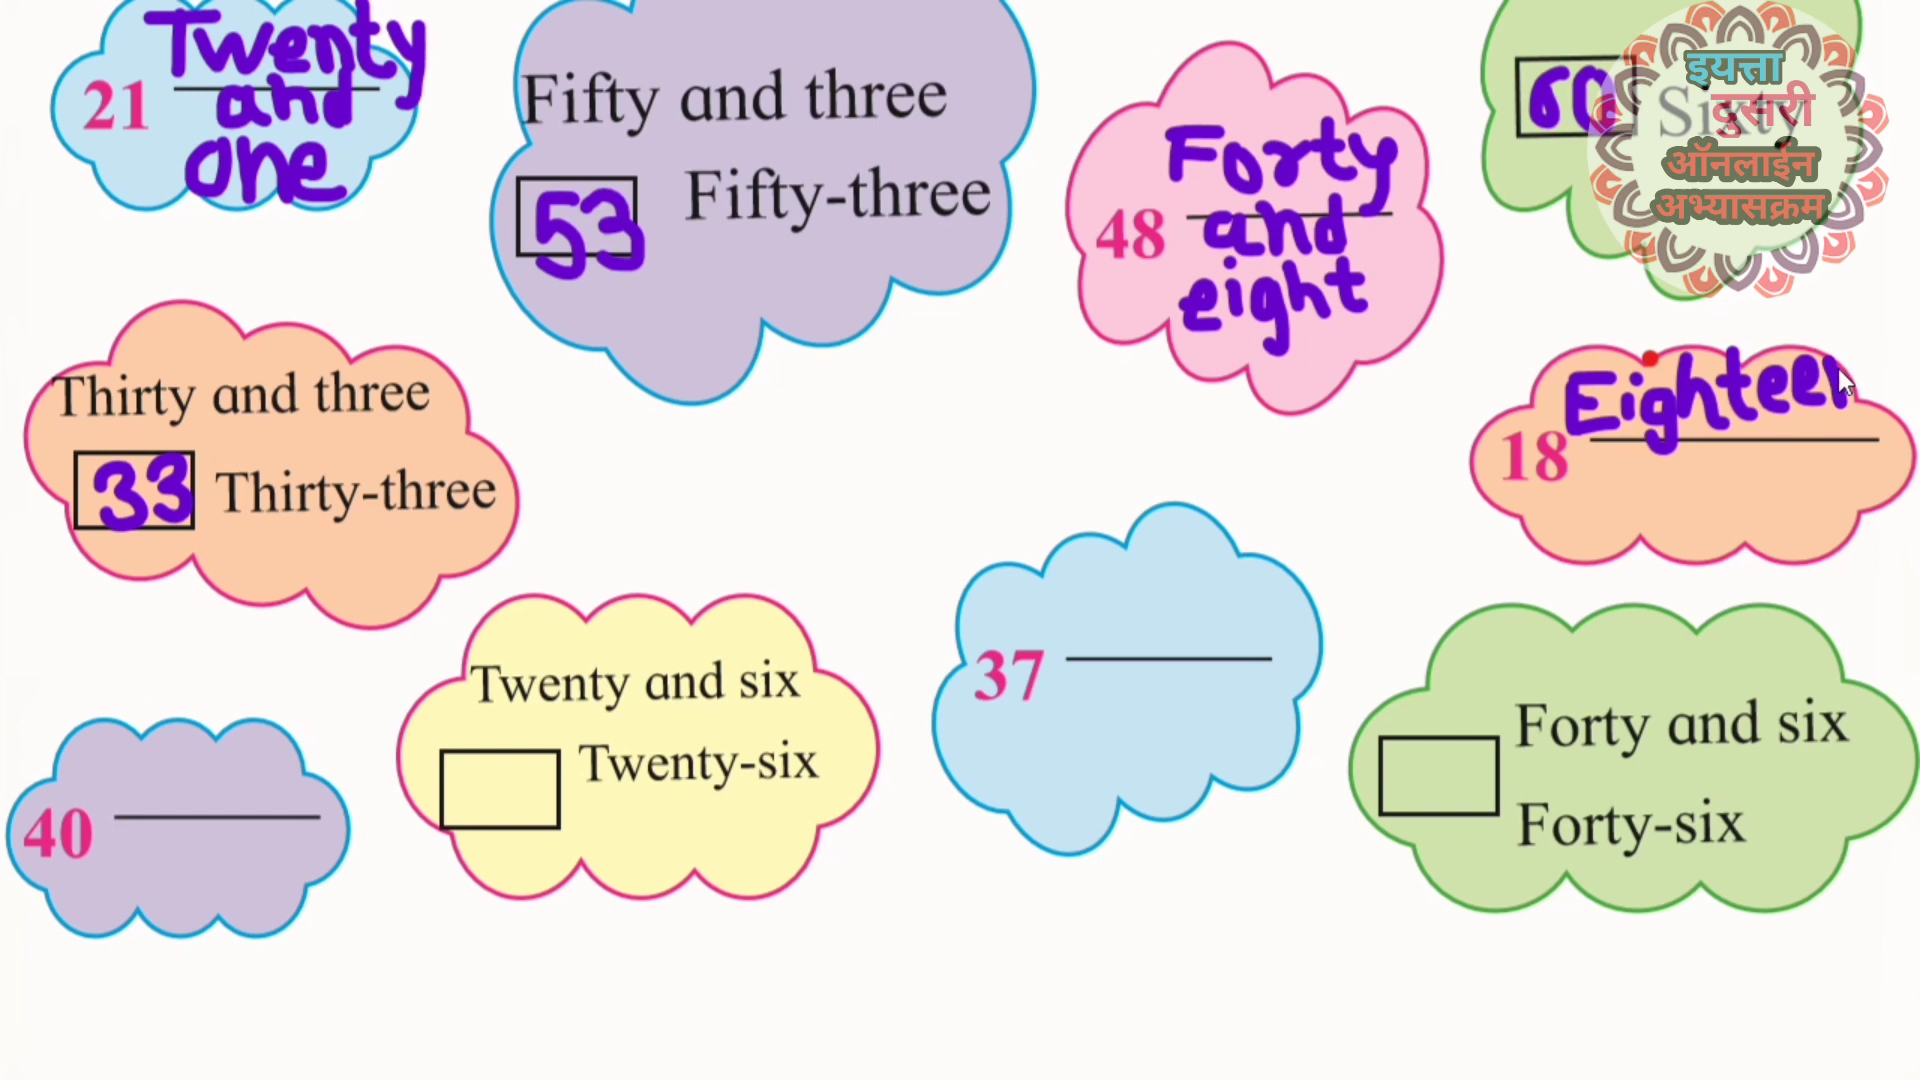 21 Twenty
and
one
Fifty and three
53 Fifty-three
48 Forty
and
eight
60 Sixty
इयत्ता
दुसरी
ऑनलाईन
अभ्यासक्रम
Thirty and three
33 Thirty-three
18 Eighteen
Twenty and six
Twenty-six
37
Forty and six
Forty-six
40